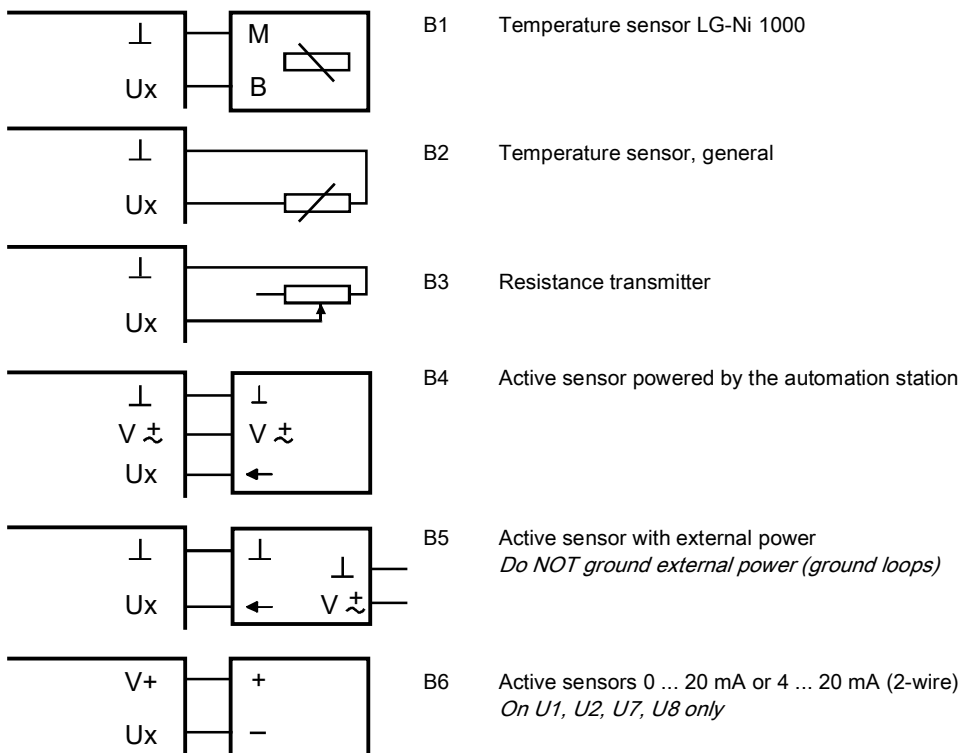 ⊥ M B1 Temperature sensor LG-Ni 1000
Ux B
⊥ B2 Temperature sensor, general
Ux
⊥ B3 Resistance transmitter
Ux
⊥ ⊥ B4 Active sensor powered by the automation station
V ≂ V ≂
Ux
⊥ ⊥ B5 Active sensor with external power
Do NOT ground external power (ground loops)
⊥
Ux V ≂
V+ + B6 Active sensors 0 ... 20 mA or 4 ... 20 mA (2-wire)
On U1, U2, U7, U8 only
Ux –